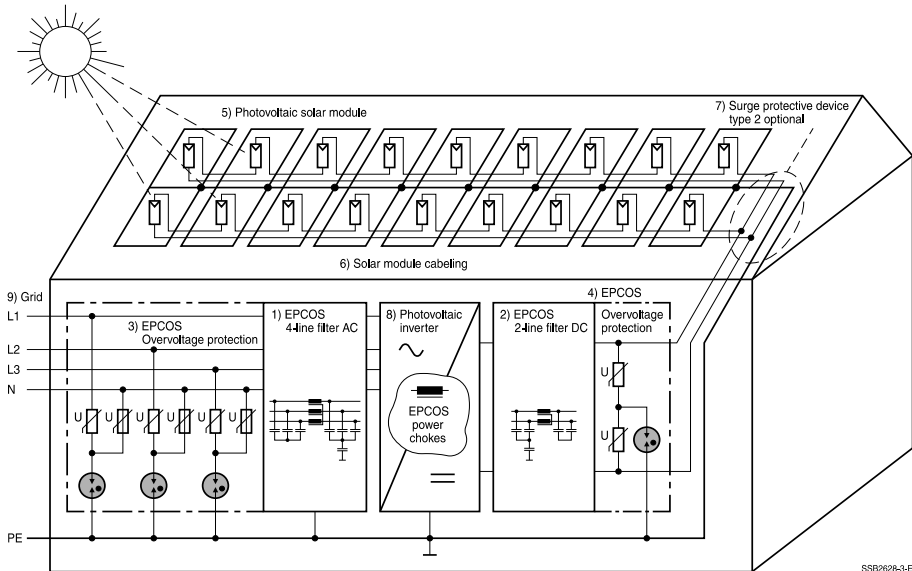 5) Photovoltaic solar module
7) Surge protective device
type 2 optional
6) Solar module cabeling
9) Grid
L1
L2
L3
N
PE
3) EPCOS
Overvoltage protection
U
U
U
U
U
U
1) EPCOS
4-line filter AC
8) Photovoltaic
inverter
EPCOS
power
chokes
2) EPCOS
2-line filter DC
4) EPCOS
Overvoltage
protection
U
U
SSB2628-3-E